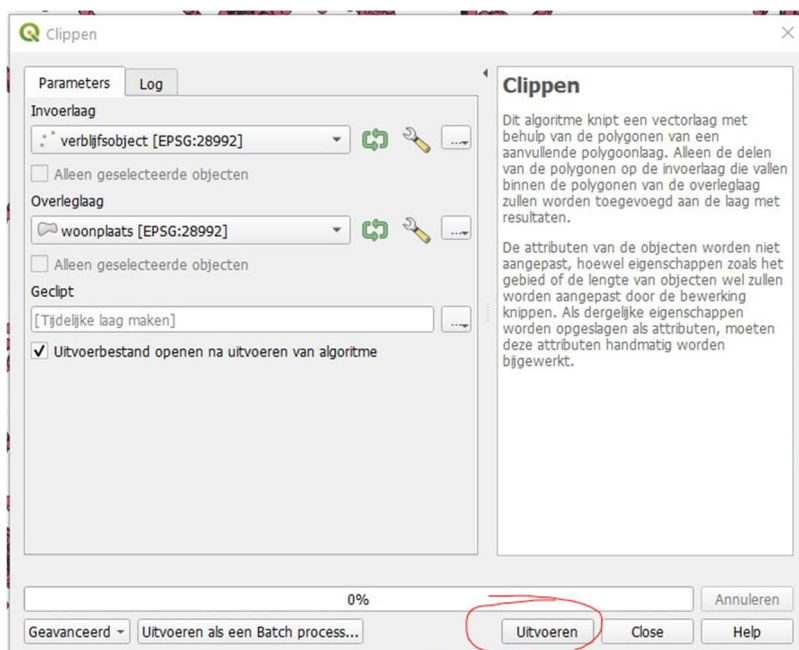 Clippen
Parameters
Log
Invoerlaag
verblijfsobject [EPSG:28992]
...
Alleen geselecteerde objecten
Overleglaag
woonplaats [EPSG:28992]
...
Alleen geselecteerde objecten
Geclipt
[Tijdelijke laag maken]
...
Uitvoerbestand openen na uitvoeren van algoritme
Clippen
Dit algoritme knipt een vectorlaag met
behulp van de polygonen van een
aanvullende polygoonlaag. Alleen de delen
van de polygonen op de invoerlaag die vallen
binnen de polygonen van de overleglaag
zullen worden toegevoegd aan de laag met
resultaten.
De attributen van de objecten worden niet
aangepast, hoewel eigenschappen zoals het
gebied of de lengte van objecten wel zullen
worden aangepast door de bewerking
knippen. Als dergelijke eigenschappen
worden opgeslagen als attributen, moeten
deze attributen handmatig worden
bijgewerkt.
0%
Annuleren
Geavanceerd
Uitvoeren als een Batch process...
Uitvoeren
Close
Help